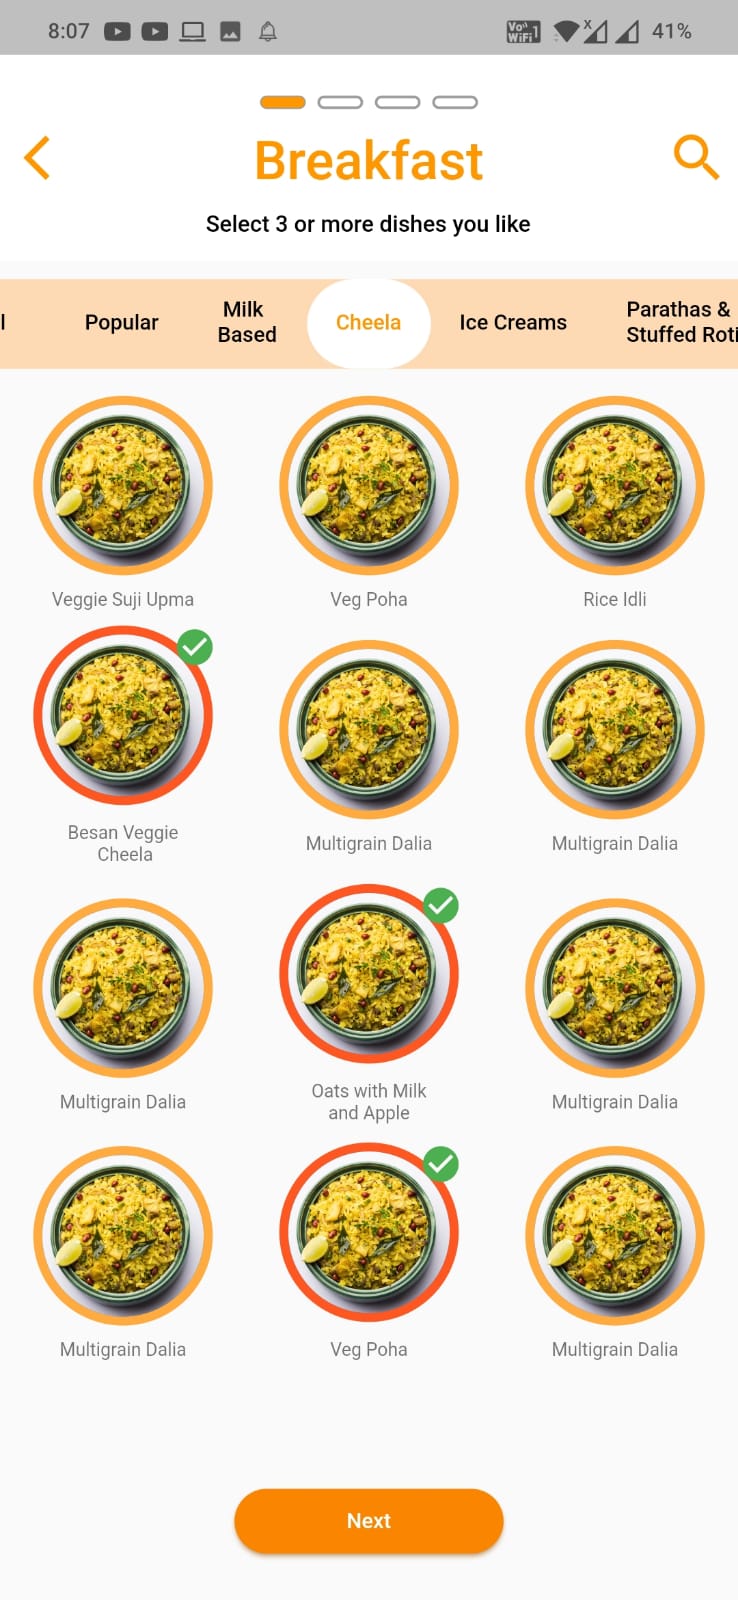 8:07
Vo))
WiFi 1
x
41%
Breakfast
Select 3 or more dishes you like
l
Popular
Milk
Based
Cheela
Ice Creams
Parathas &
Stuffed Roti
Veggie Suji Upma
Veg Poha
Rice Idli
Besan Veggie
Cheela
Multigrain Dalia
Multigrain Dalia
Multigrain Dalia
Oats with Milk
and Apple
Multigrain Dalia
Multigrain Dalia
Veg Poha
Multigrain Dalia
Next